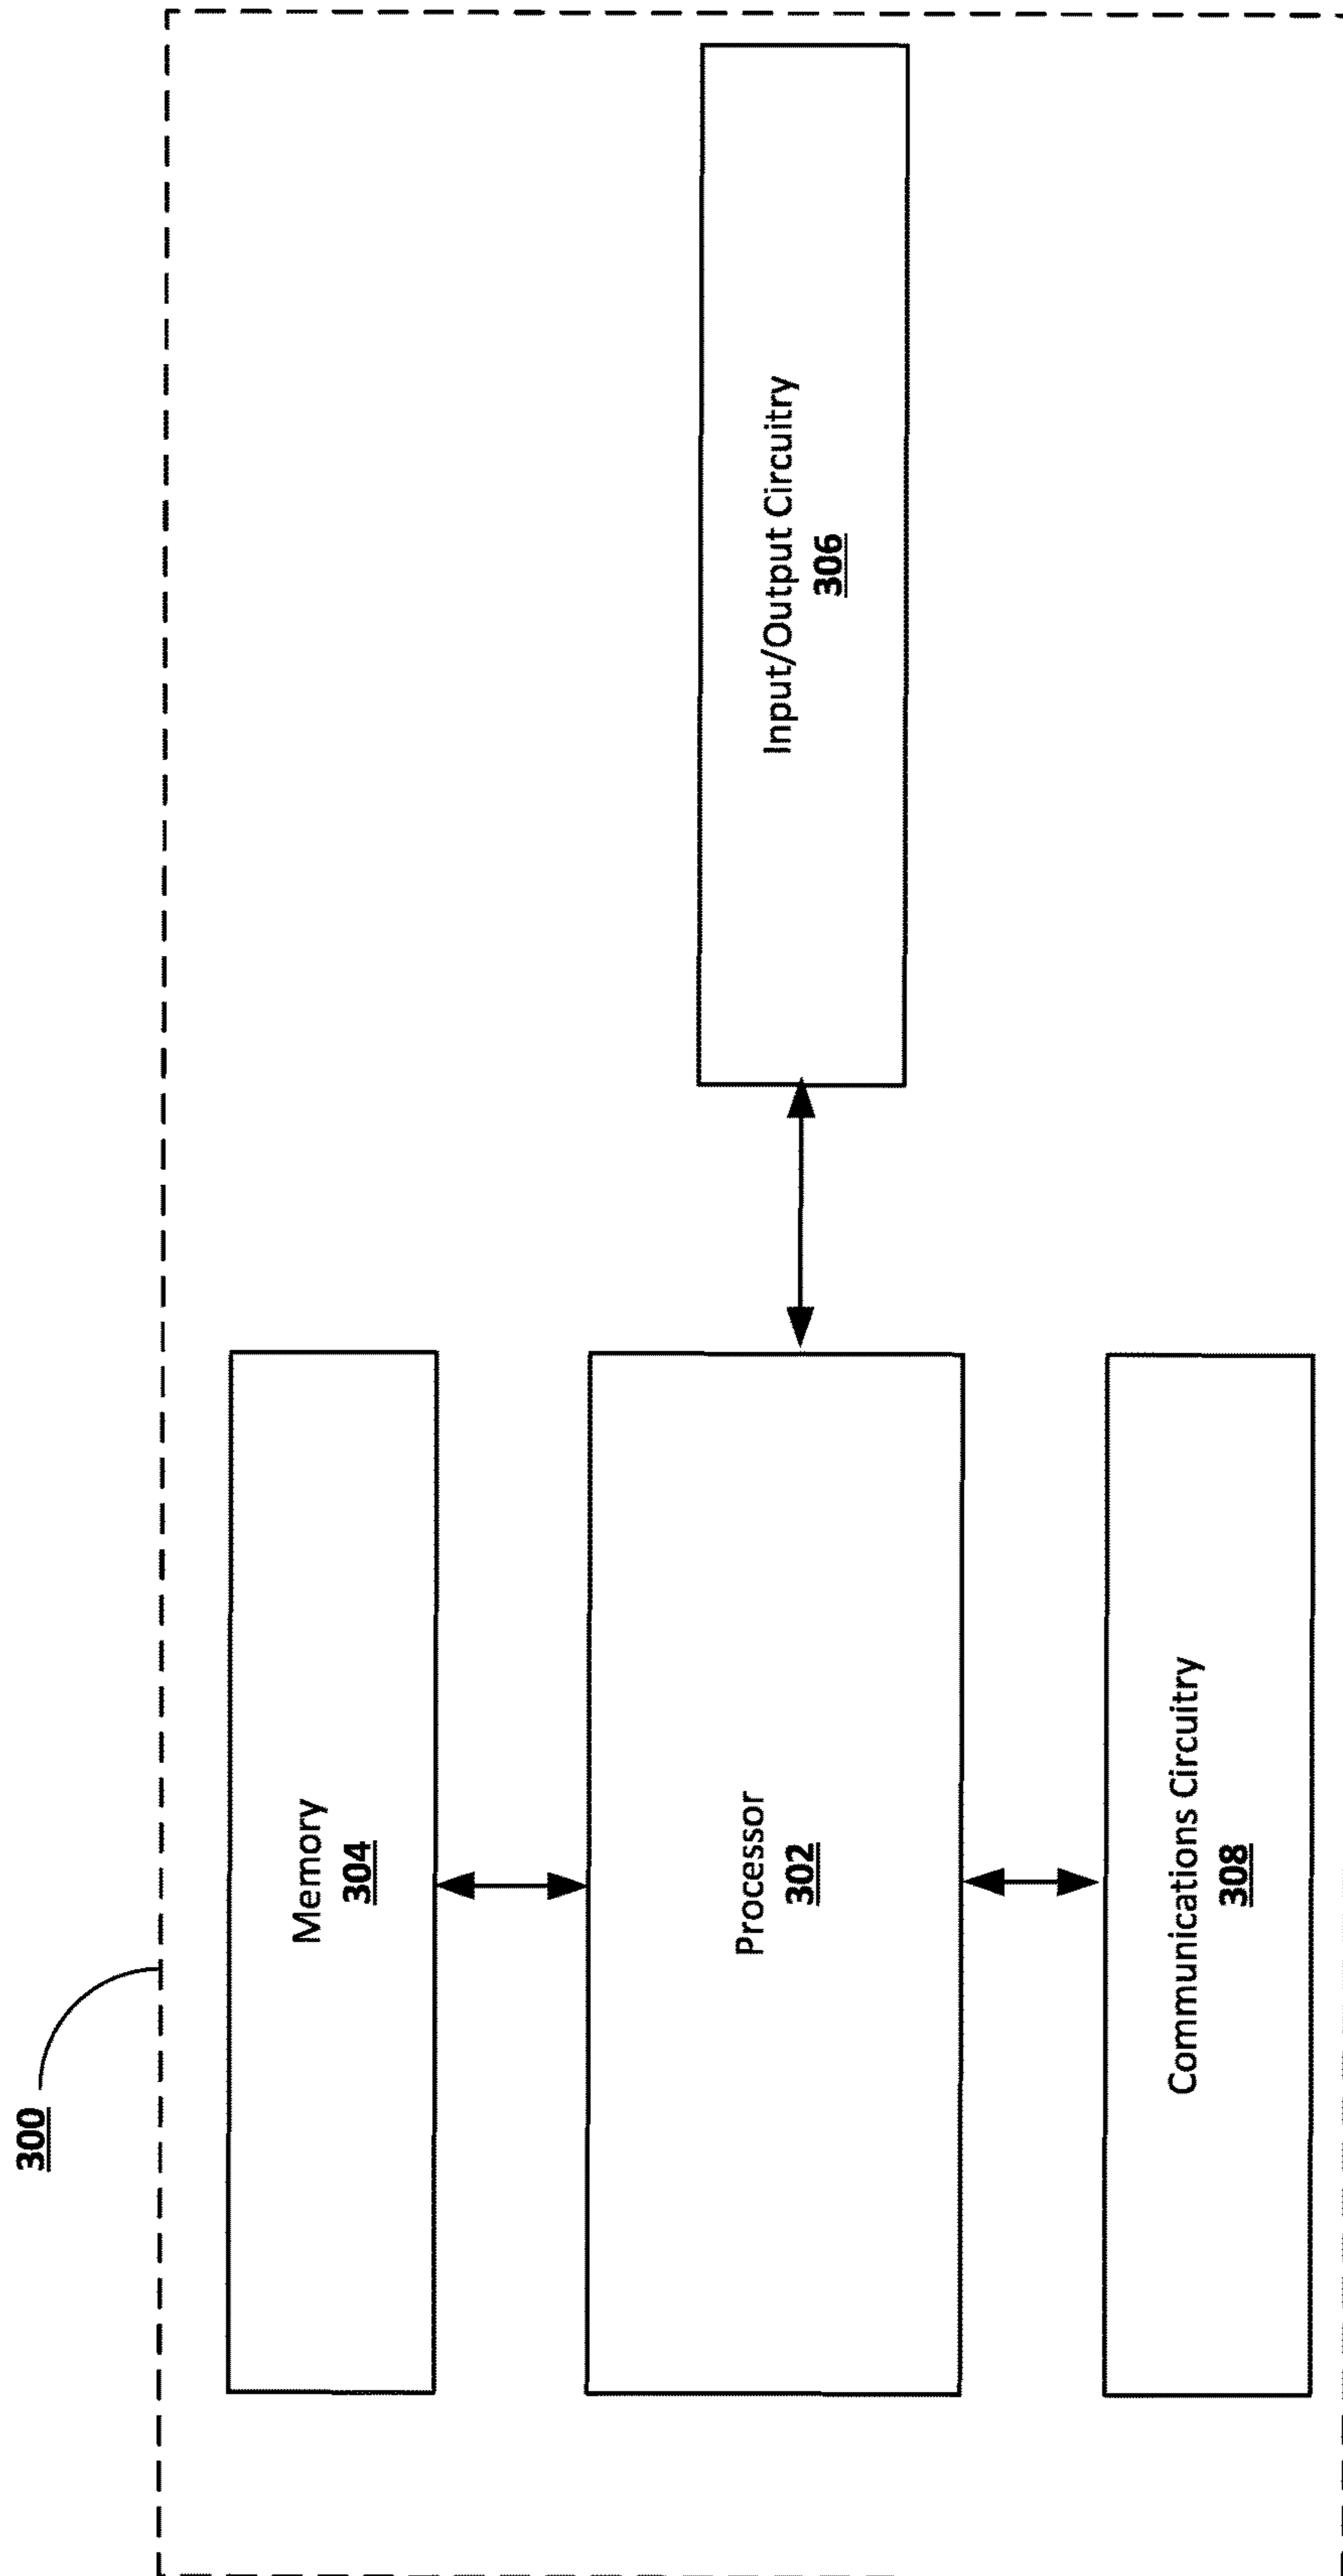 300
Memory
304
Processor
302
Input/Output Circuitry
306
Communications Circuitry
308